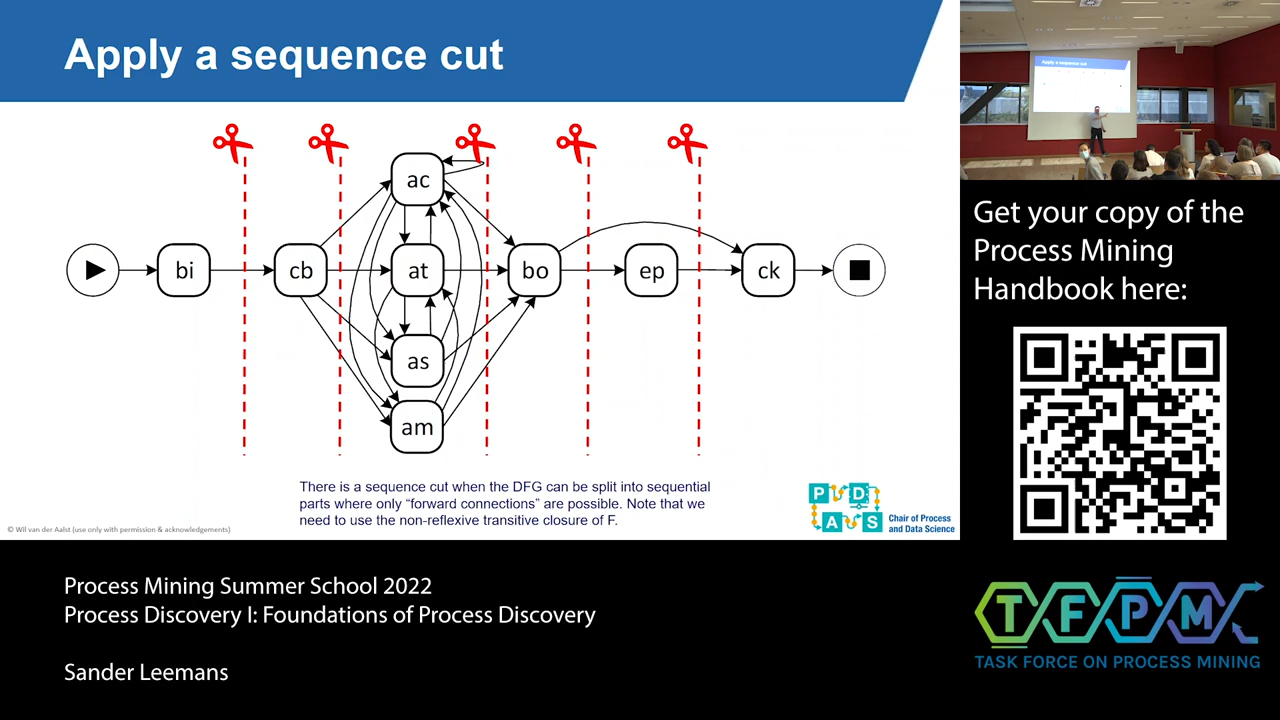 Apply a sequence cut
ac
bi
cb
at
bo
ep
ck
as
am
There is a sequence cut when the DFG can be split into sequential
parts where only “forward connections” are possible. Note that we
need to use the non-reflexive transitive closure of F.
© Wil van der Aalst (use only with permission & acknowledgements)
P D
A S
Chair of Process
and Data Science
Apply a sequence cut
Get your copy of the
Process Mining
Handbook here:
Process Mining Summer School 2022
Process Discovery I: Foundations of Process Discovery
Sander Leemans
TFPM
TASK FORCE ON PROCESS MINING